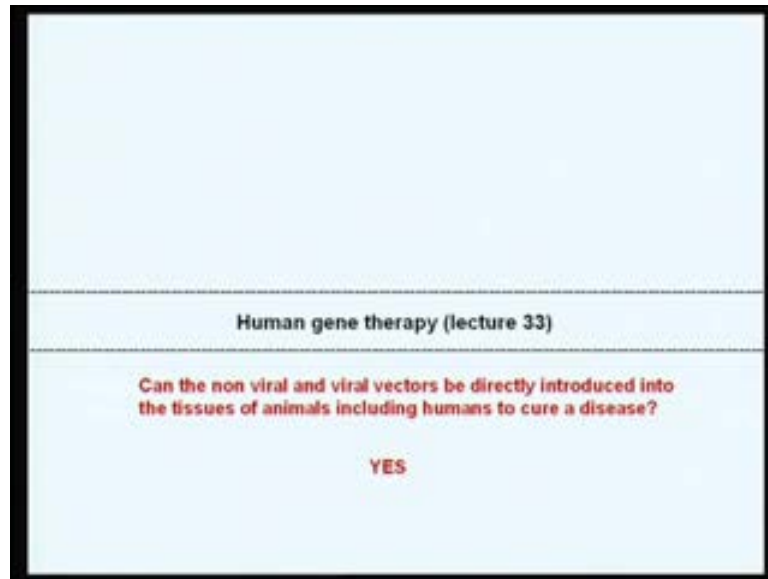 Human gene therapy (lecture 33)
Can the non viral and viral vectors be directly introduced into
the tissues of animals including humans to cure a disease?
YES